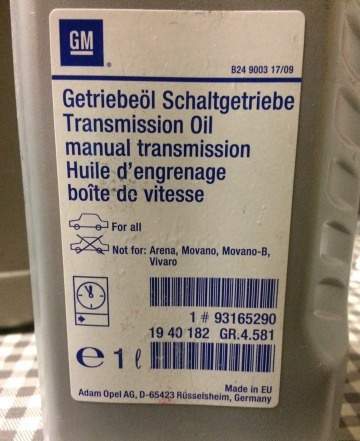 GM
B24 9003 17/09
Getriebeöl Schaltgetriebe
Transmission Oil
manual transmission
Huile d'engrenage
boîte de vitesse
For all
Not for: Arena, Movano, Movano-B,
Vivaro
1 # 93165290
19 40 182 GR.4.581
e 1 ℓ
Made in EU
Adam Opel AG, D-65423 Rüsselsheim, Germany